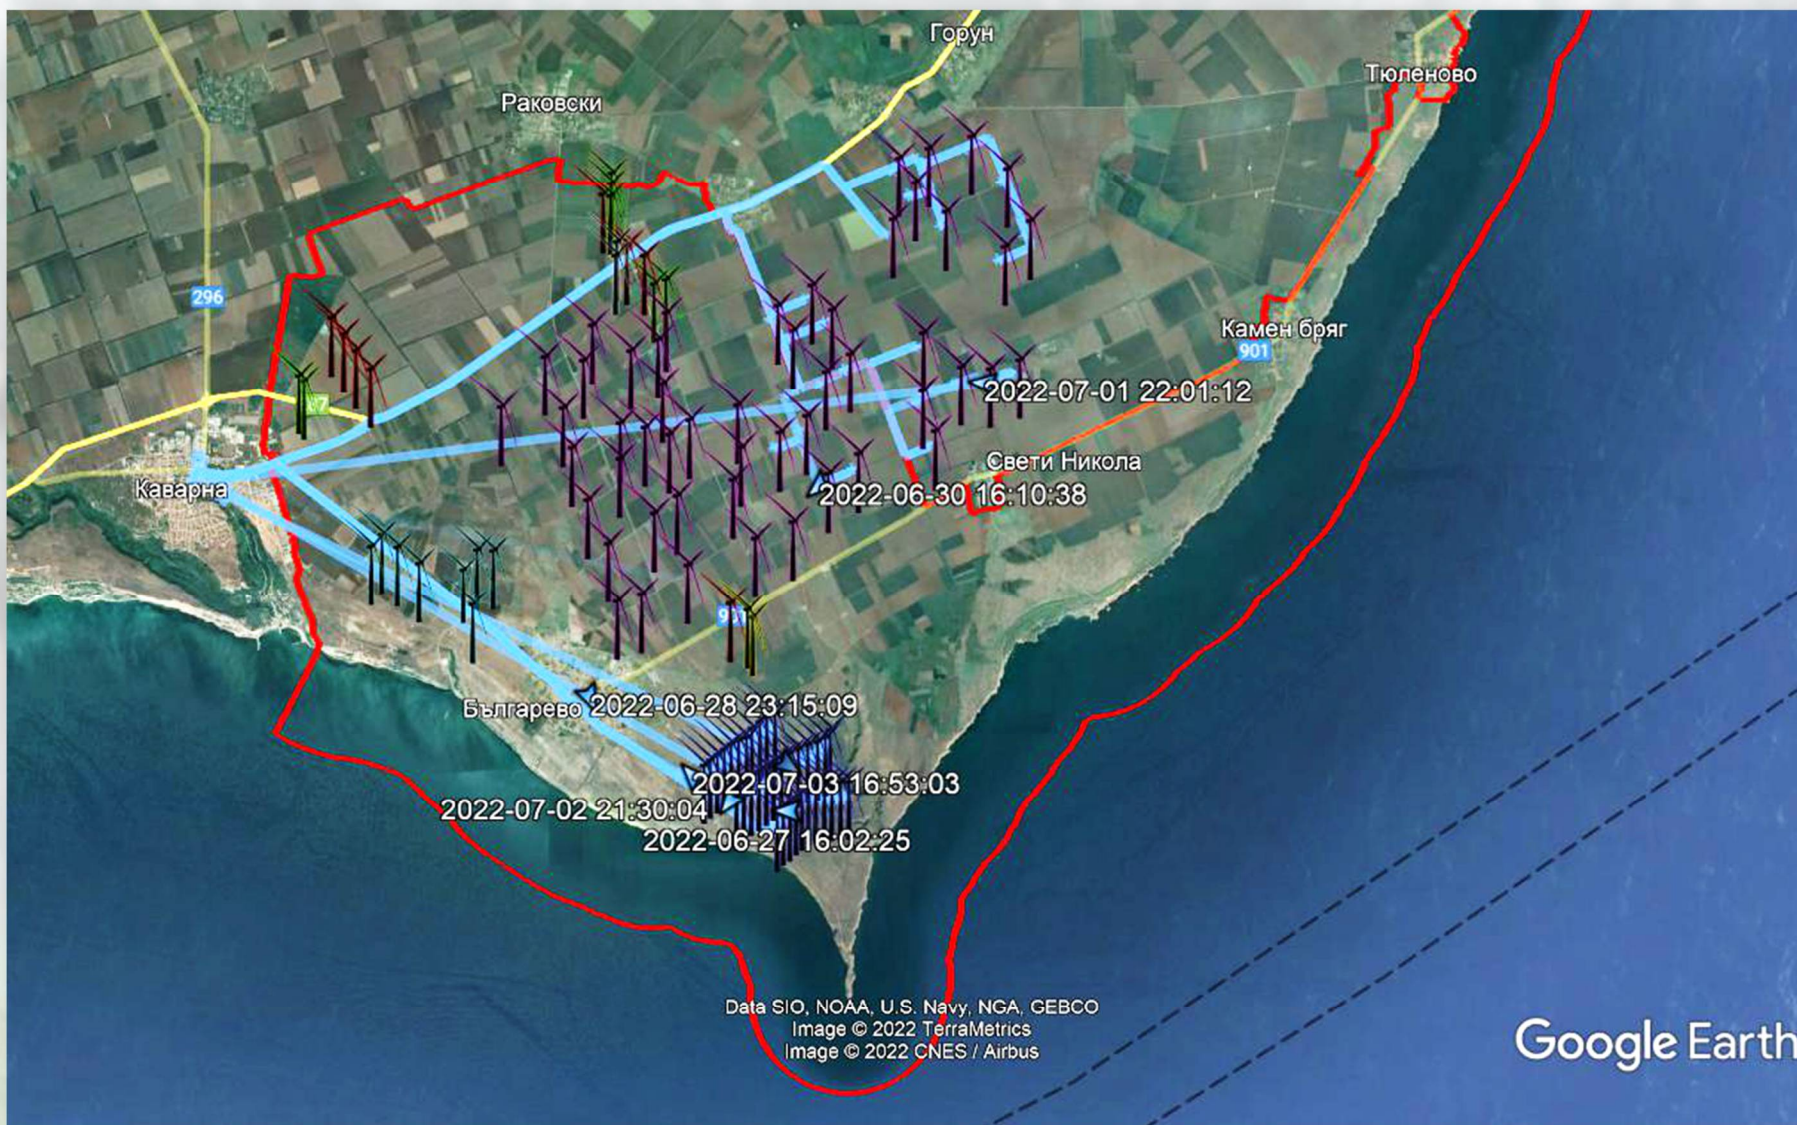 Горун
Тюленово
Раковски
296
Камен бряг
901
2022-07-01 22:01:12
Свети Никола
Каварна
2022-06-30 16:10:38
Българево
2022-06-28 23:15:09
2022-07-03 16:53:03
2022-07-02 21:30:04
2022-06-27 16:02:25
Data SIO, NOAA, U.S. Navy, NGA, GEBCO
Image © 2022 TerraMetrics
Image © 2022 CNES / Airbus
Google Earth